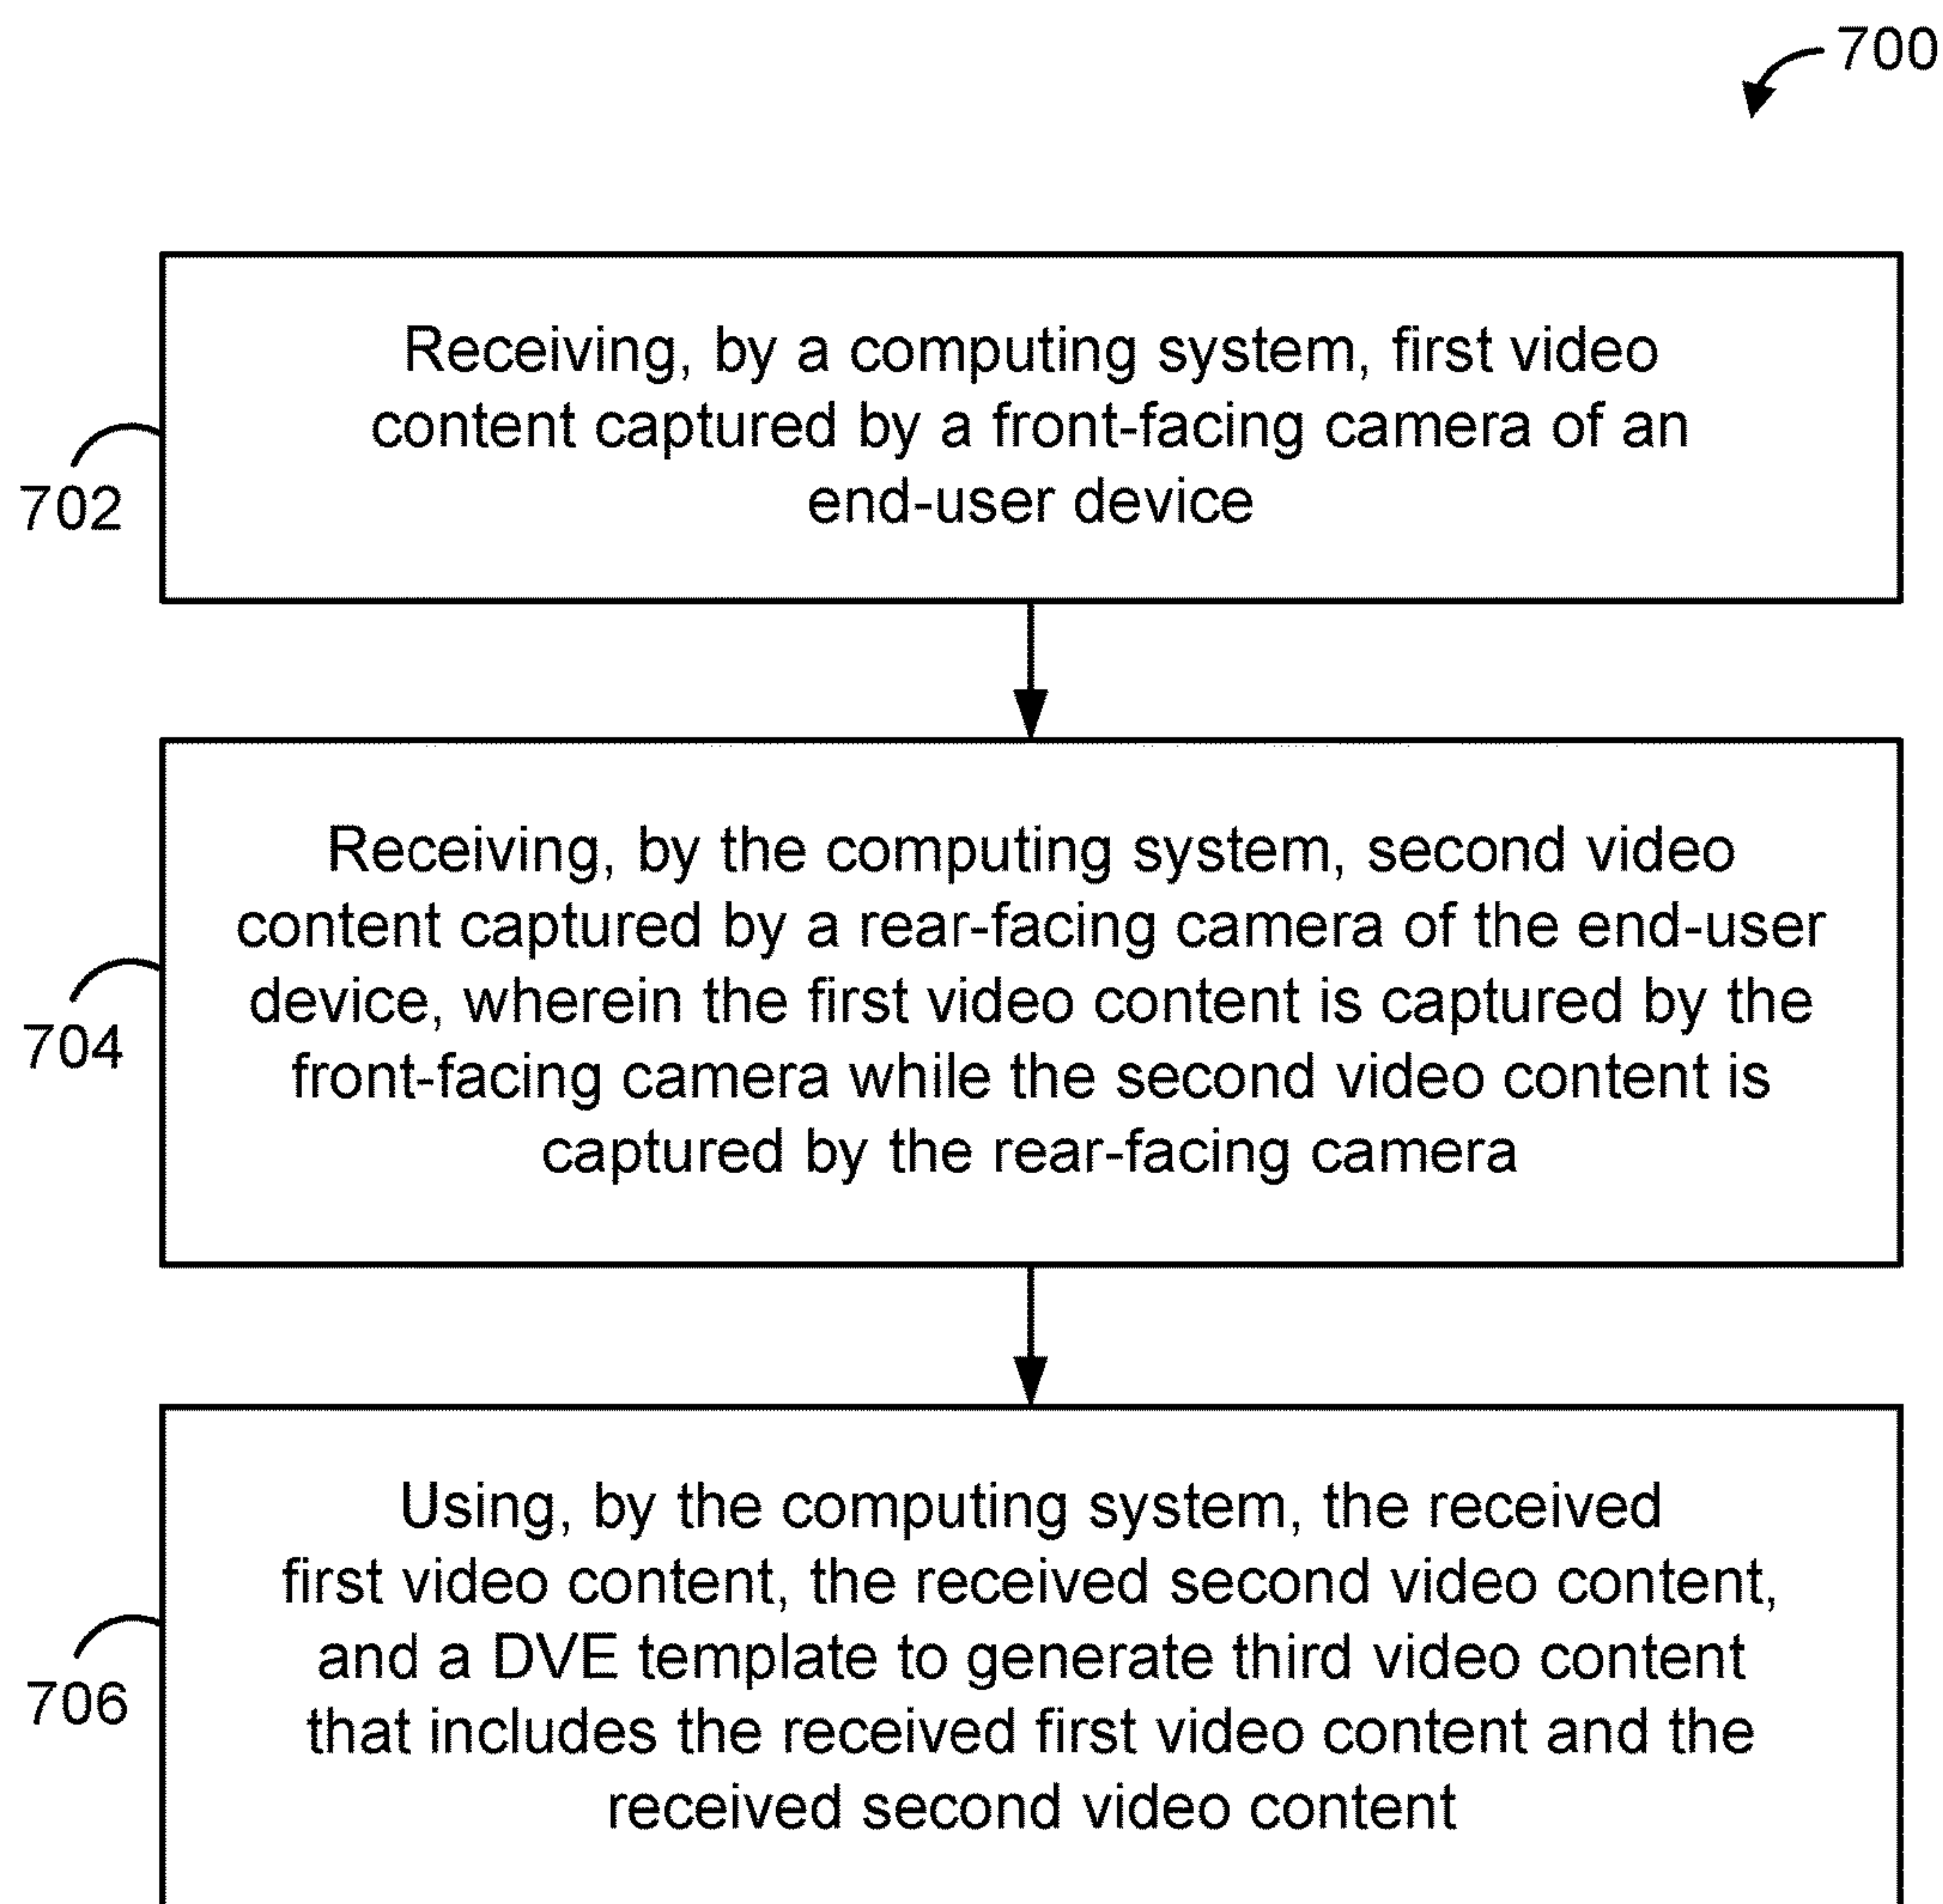 700
Receiving, by a computing system, first video
content captured by a front-facing camera of an
end-user device
702
Receiving, by the computing system, second video
content captured by a rear-facing camera of the end-user
device, wherein the first video content is captured by the
front-facing camera while the second video content is
captured by the rear-facing camera
704
Using, by the computing system, the received
first video content, the received second video content,
and a DVE template to generate third video content
that includes the received first video content and the
received second video content
706